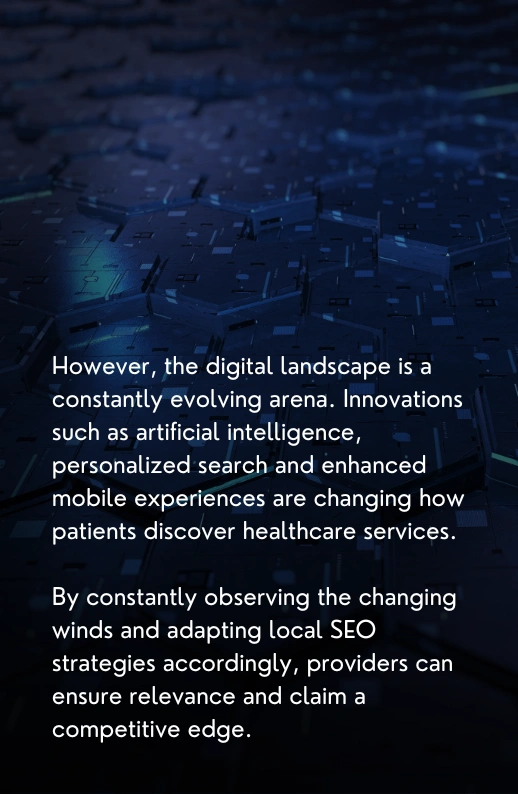 However, the digital landscape is a
constantly evolving arena. Innovations
such as artificial intelligence,
personalized search and enhanced
mobile experiences are changing how
patients discover healthcare services.
By constantly observing the changing
winds and adapting local SEO
strategies accordingly, providers can
ensure relevance and claim a
competitive edge.